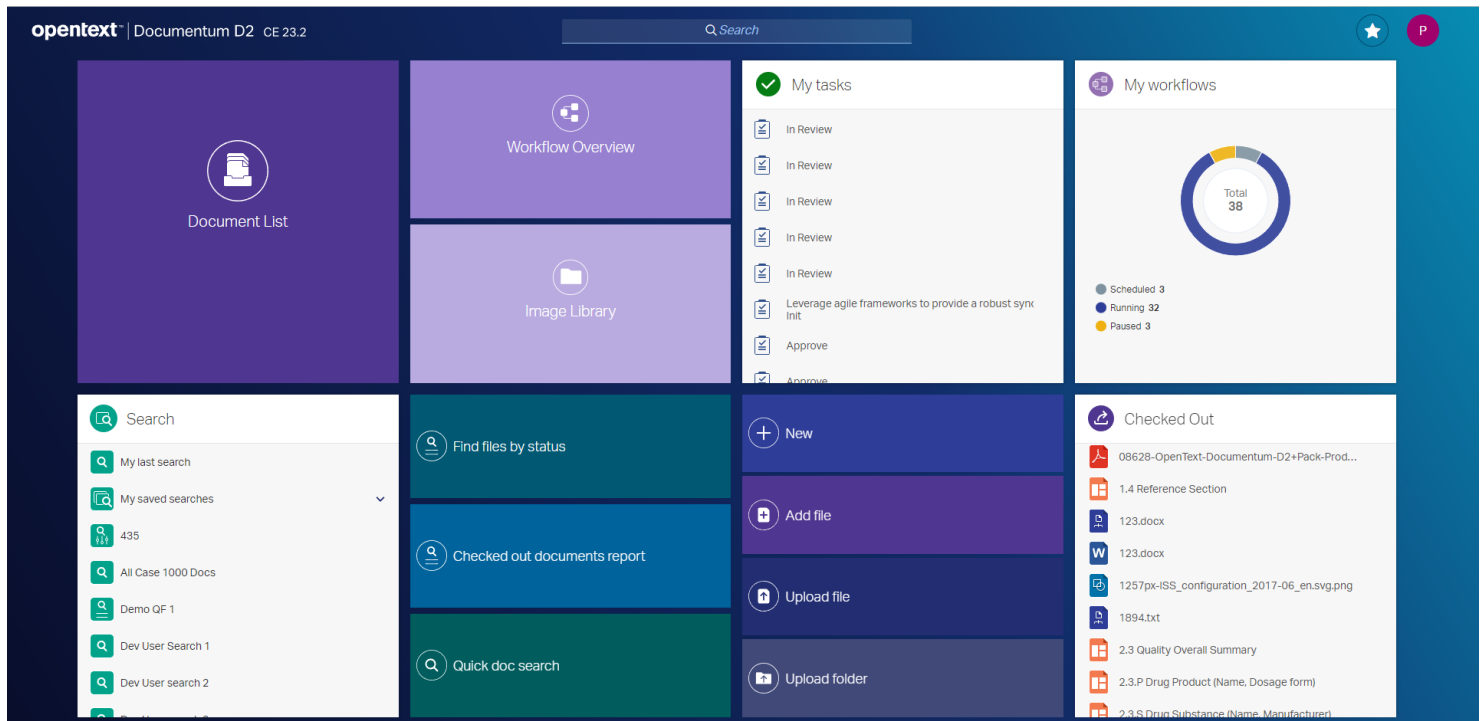 opentext™ | Documentum D2 CE 23.2
Search
P
Document List
Workflow Overview
Image Library
My tasks
In Review
In Review
In Review
In Review
In Review
Leverage agile frameworks to provide a robust sync
Init
Approve
Approve
My workflows
Total
38
Scheduled 3
Running 32
Paused 3
Search
My last search
My saved searches
435
All Case 1000 Docs
Demo QF 1
Dev User Search 1
Dev User search 2
Find files by status
Checked out documents report
Quick doc search
New
Add file
Upload file
Upload folder
Checked Out
08628-OpenText-Documentum-D2+Pack-Prod...
1.4 Reference Section
123.docx
W 123.docx
1257px-ISS_configuration_2017-06_en.svg.png
1894.txt
2.3 Quality Overall Summary
2.3.P Drug Product (Name, Dosage form)
2.3.S Drug Substance (Name, Manufacturer)